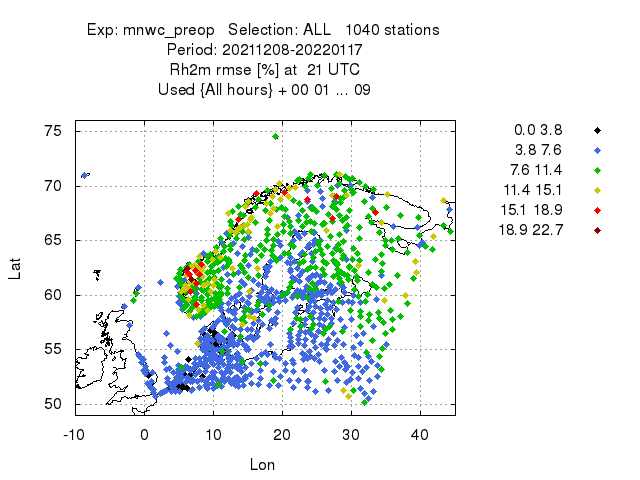 Exp: mnwc_preop   Selection: ALL   1040 stations
Period: 20211208-20220117
Rh2m rmse [%] at  21 UTC
Used {All hours} + 00 01 ... 09
0.0 3.8
3.8 7.6
7.6 11.4
11.4 15.1
15.1 18.9
18.9 22.7
75
70
65
60
55
50
Lat
-10 0 10 20 30 40
Lon